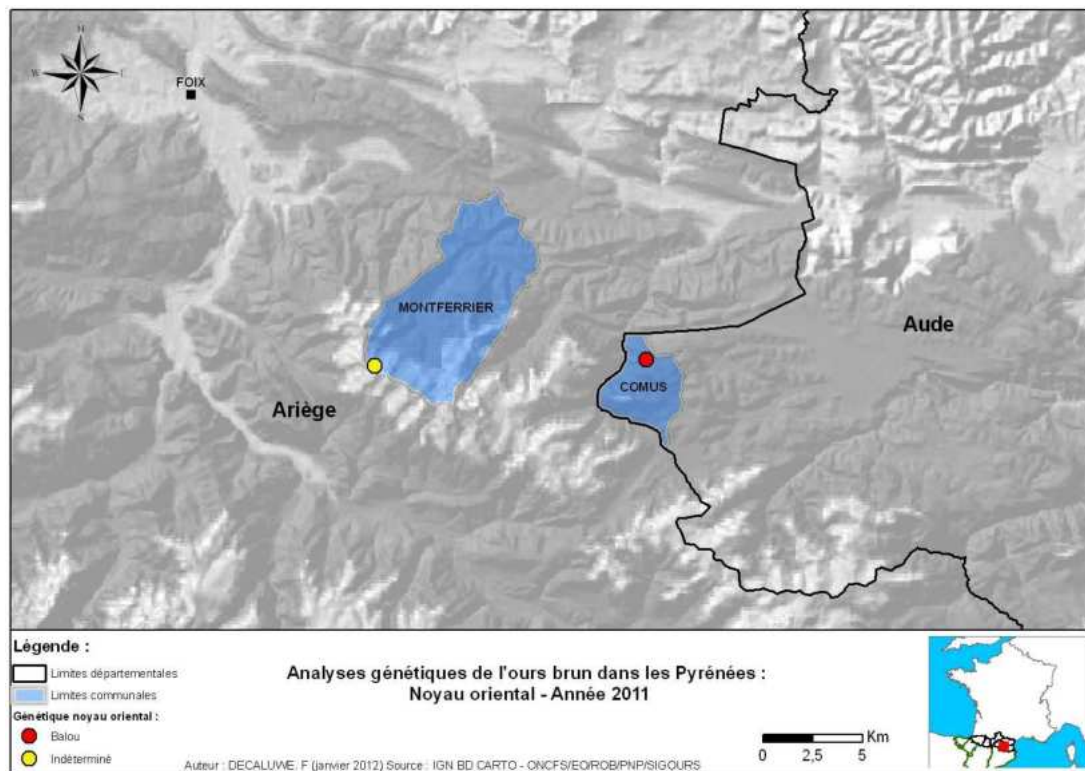 N
W E
S
FOIX
MONTFERRIER
Aude
COMUS
Ariège
Légende :
Limites départementales
Limites communales
Génétique noyau oriental :
Balou
Indéterminé
Analyses génétiques de l'ours brun dans les Pyrénées :
Noyau oriental - Année 2011
Km
0 2,5 5
Auteur : DECALUWE. F (janvier 2012) Source : IGN BD CARTO - ONCFS/EO/ROB/PNP/SIGOURS